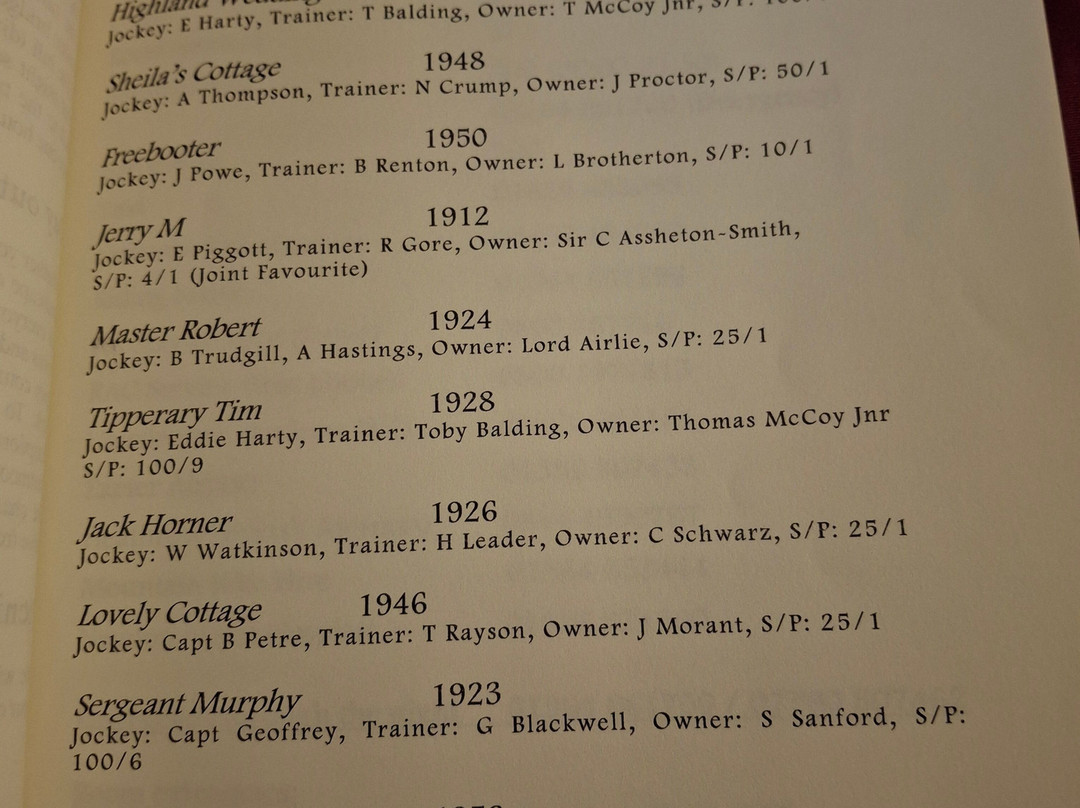 Highland Wedding
Jockey: E Harty, Trainer: T Balding, Owner: T McCoy Jnr, S/P:
Sheila's Cottage 1948
Jockey: A Thompson, Trainer: N Crump, Owner: J Proctor, S/P: 50/1
Freebooter 1950
Jockey: J Powe, Trainer: B Renton, Owner: L Brotherton, S/P: 10/1
Jerry M 1912
Jockey: E Piggott, Trainer: R Gore, Owner: Sir C Assheton-Smith,
S/P: 4/1 (Joint Favourite)
Master Robert 1924
Jockey: B Trudgill, A Hastings, Owner: Lord Airlie, S/P: 25/1
Tipperary Tim 1928
Jockey: Eddie Harty, Trainer: Toby Balding, Owner: Thomas McCoy Jnr
S/P: 100/9
Jack Horner 1926
Jockey: W Watkinson, Trainer: H Leader, Owner: C Schwarz, S/P: 25/1
Lovely Cottage 1946
Jockey: Capt B Petre, Trainer: T Rayson, Owner: J Morant, S/P: 25/1
Sergeant Murphy 1923
Jockey: Capt Geoffrey, Trainer: G Blackwell, Owner: S Sanford, S/P:
100/6